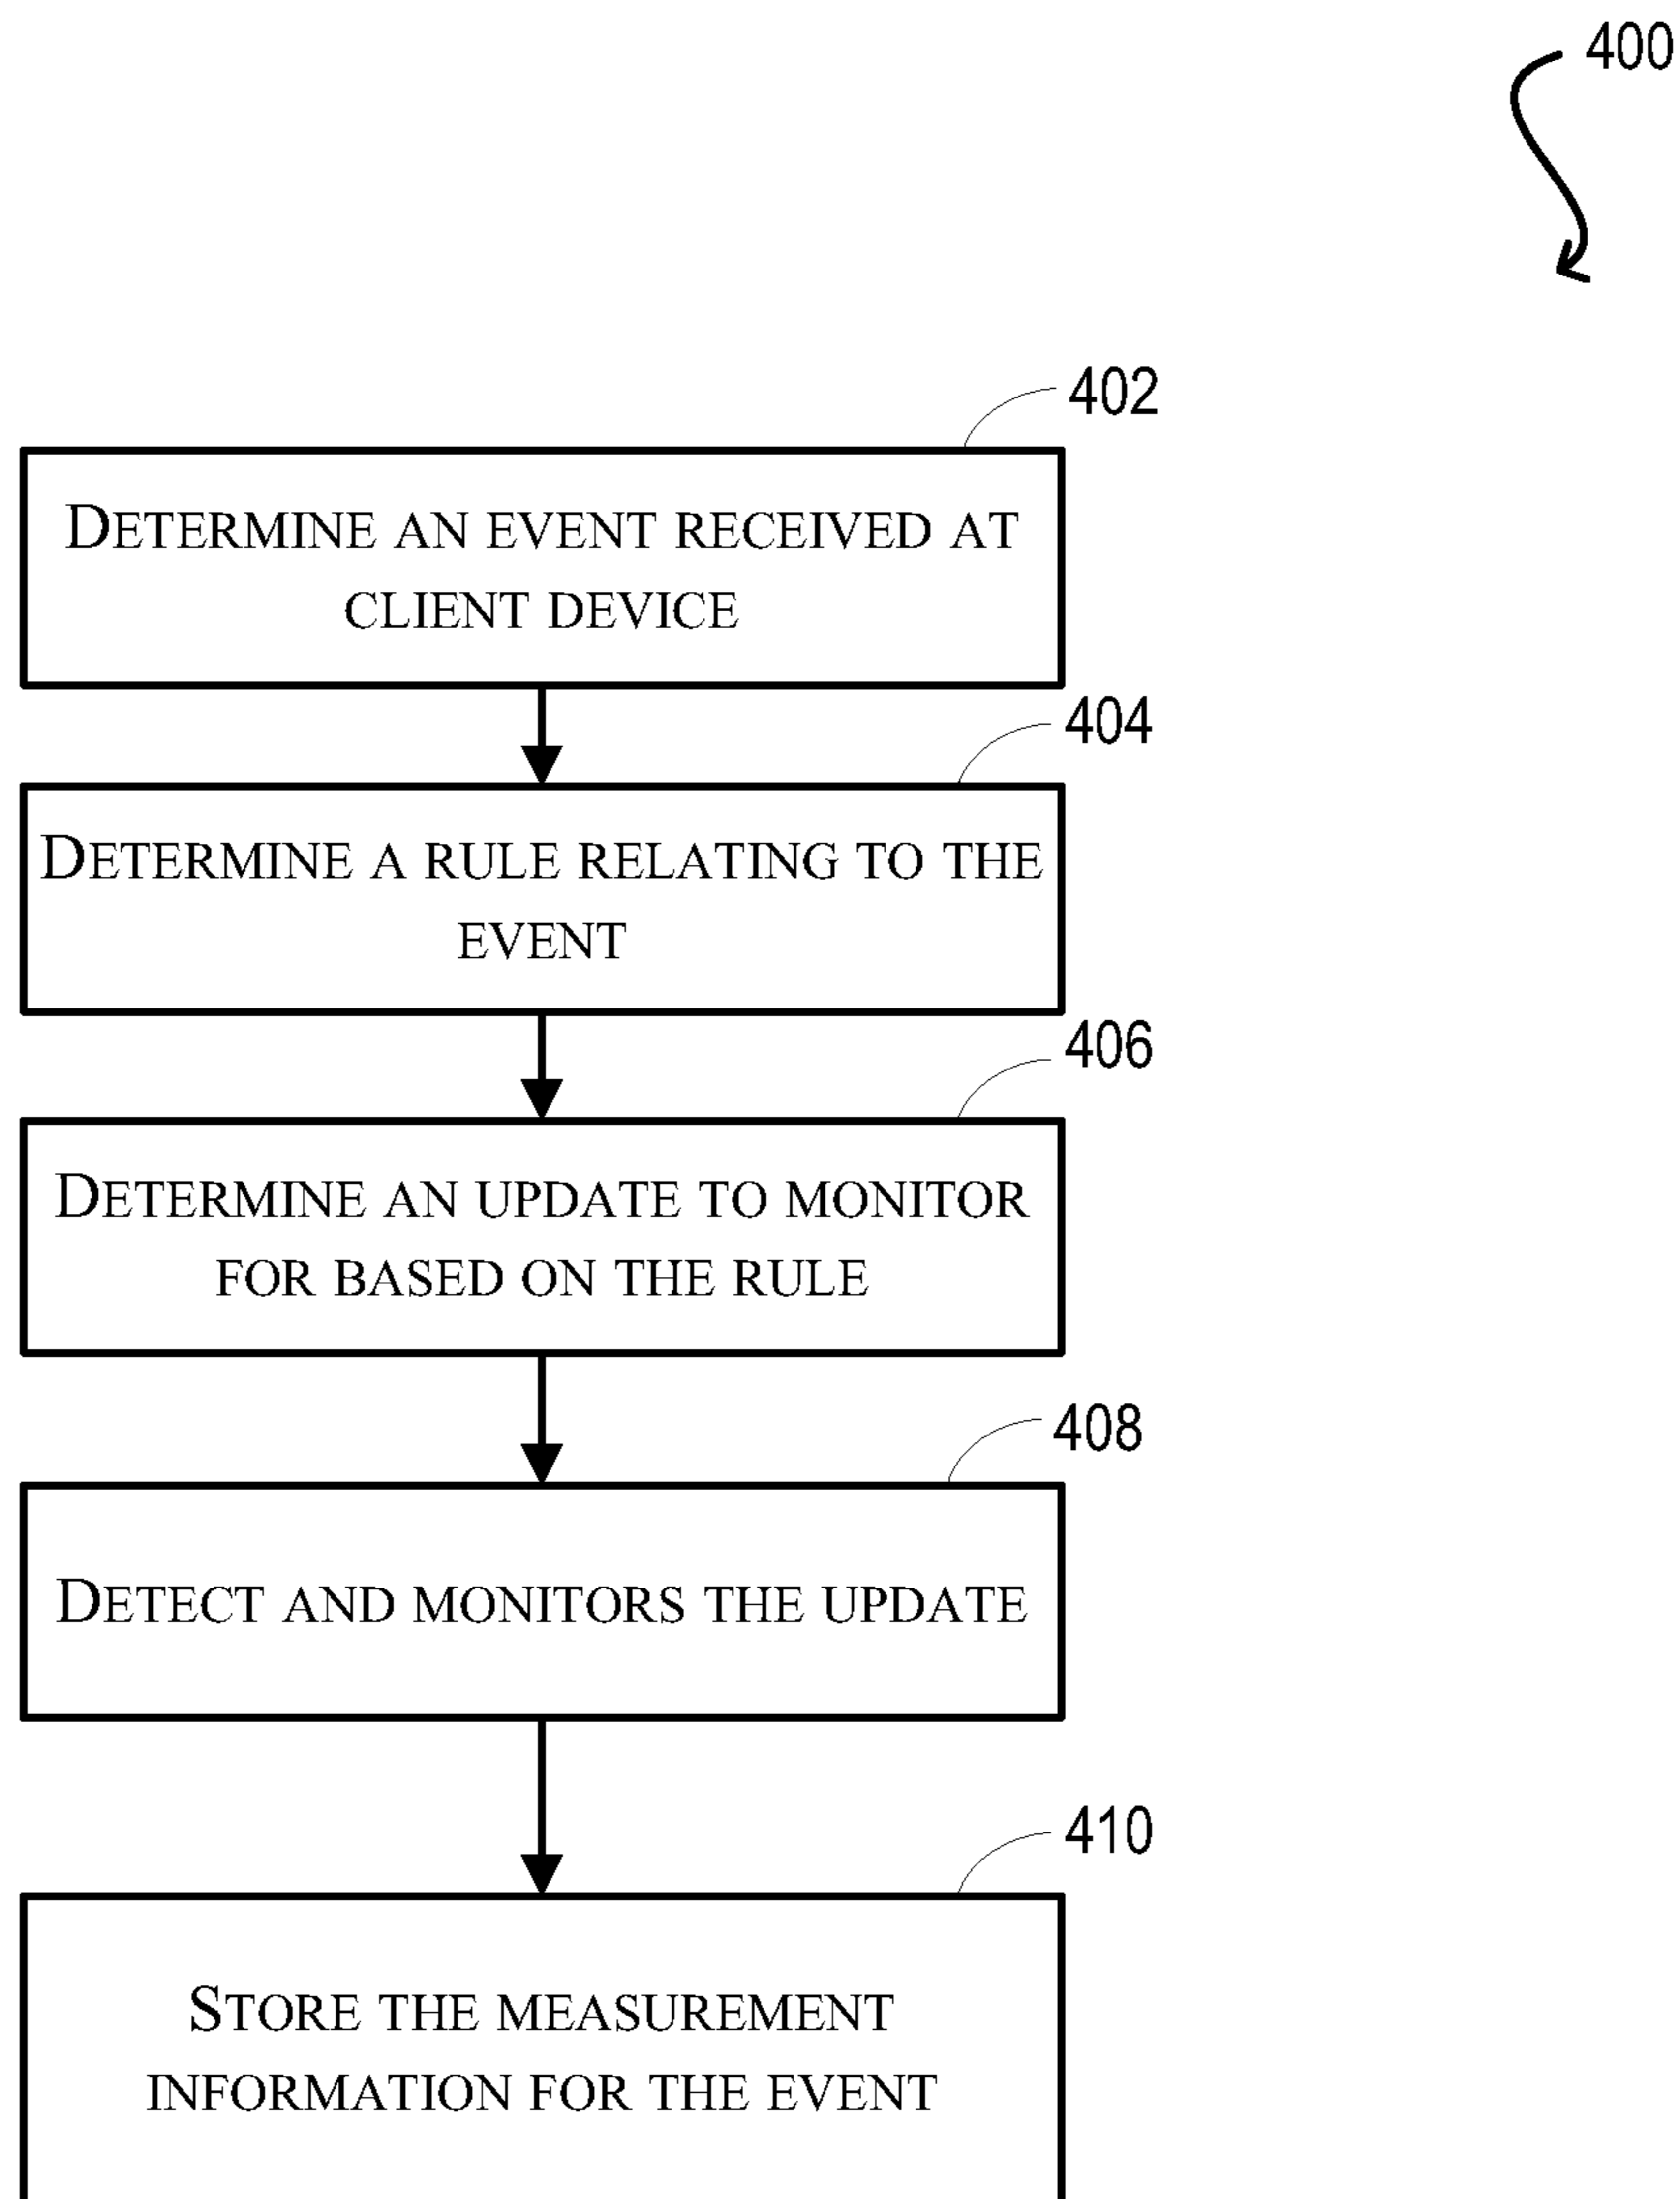 400
402
DETERMINE AN EVENT RECEIVED AT
CLIENT DEVICE
404
DETERMINE A RULE RELATING TO THE
EVENT
406
DETERMINE AN UPDATE TO MONITOR
FOR BASED ON THE RULE
408
DETECT AND MONITORS THE UPDATE
410
STORE THE MEASUREMENT
INFORMATION FOR THE EVENT